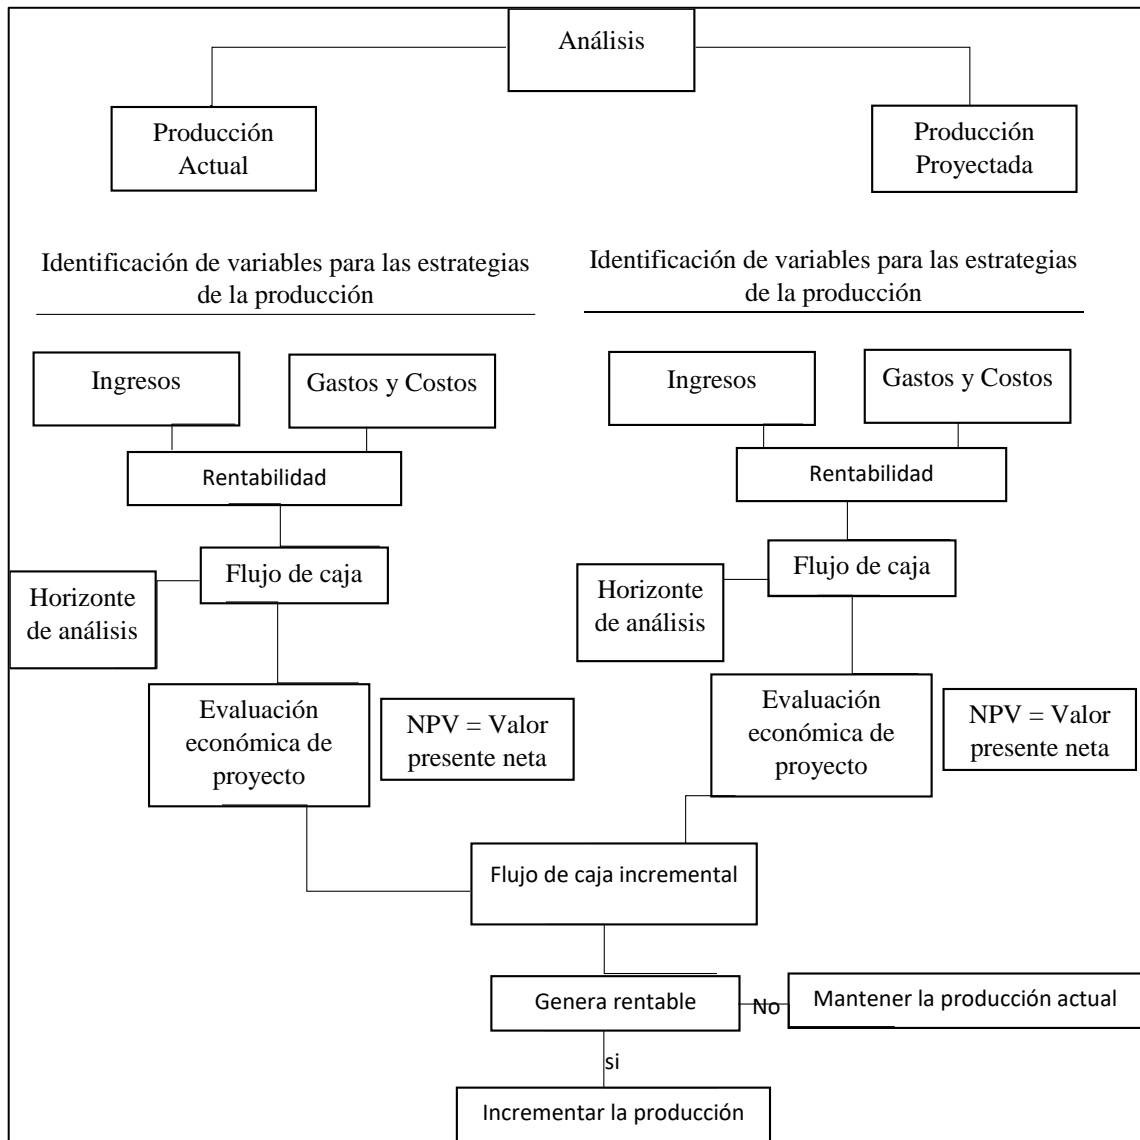 Análisis
Producción
Actual
Producción
Proyectada
Identificación de variables para las estrategias
de la producción
Identificación de variables para las estrategias
de la producción
Ingresos
Gastos y Costos
Ingresos
Gastos y Costos
Rentabilidad
Rentabilidad
Flujo de caja
Flujo de caja
Horizonte
de análisis
Horizonte
de análisis
Evaluación
económica de
proyecto
NPV = Valor
presente neta
Evaluación
económica de
proyecto
NPV = Valor
presente neta
Flujo de caja incremental
Genera rentable
No
Mantener la producción actual
si
Incrementar la producción